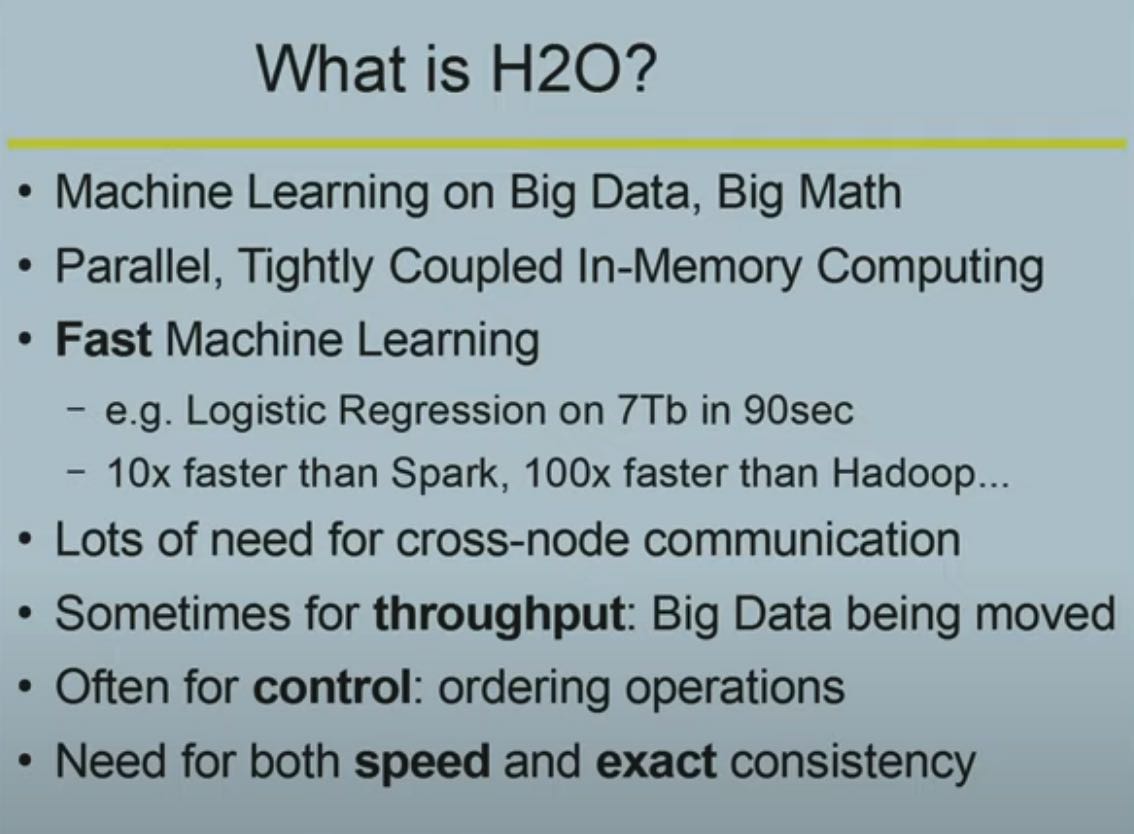 What is H2O?
• Machine Learning on Big Data, Big Math
• Parallel, Tightly Coupled In-Memory Computing
• Fast Machine Learning
– e.g. Logistic Regression on 7Tb in 90sec
– 10x faster than Spark, 100x faster than Hadoop...
• Lots of need for cross-node communication
• Sometimes for throughput: Big Data being moved
• Often for control: ordering operations
• Need for both speed and exact consistency